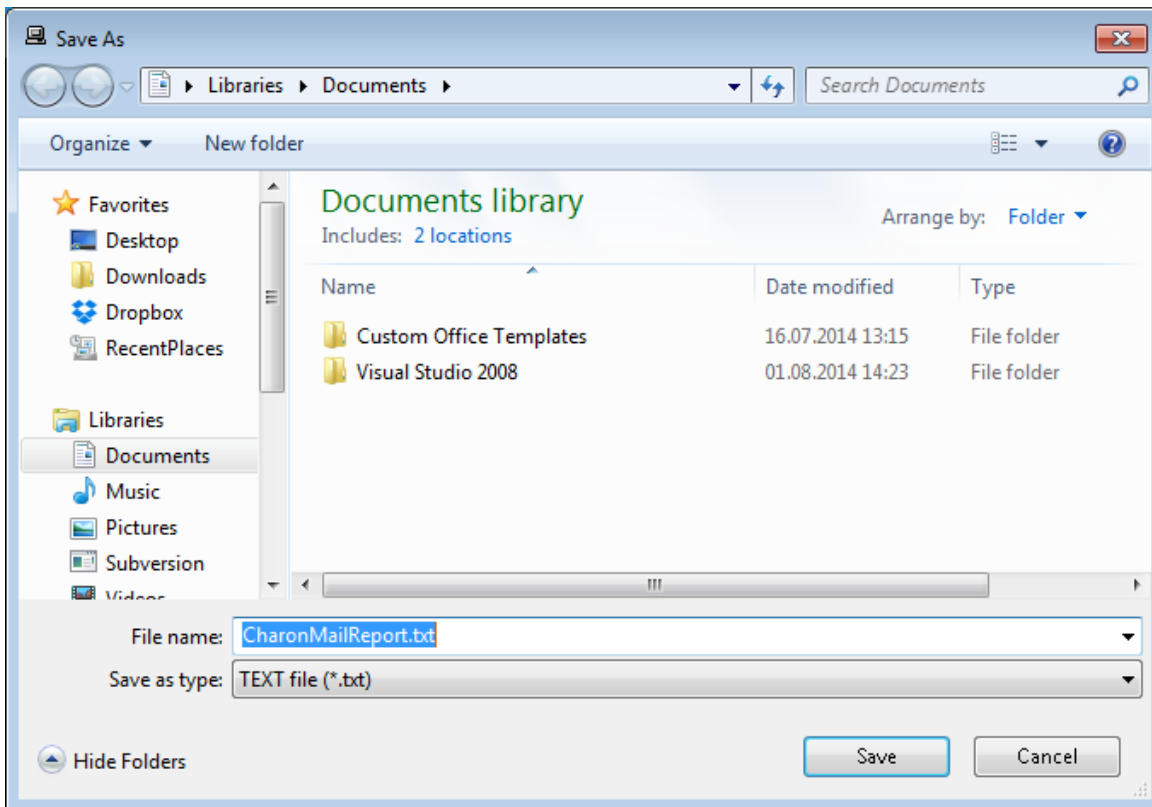 Save As
Libraries Documents
Search Documents
Organize
New folder
Favorites
Desktop
Downloads
Dropbox
RecentPlaces
Libraries
Documents
Music
Pictures
Subversion
Videos
Documents library
Includes: 2 locations
Arrange by: Folder
Name Date modified Type
Custom Office Templates 16.07.2014 13:15 File folder
Visual Studio 2008 01.08.2014 14:23 File folder
File name: CharonMailReport.txt
Save as type: TEXT file (*.txt)
Hide Folders
Save
Cancel